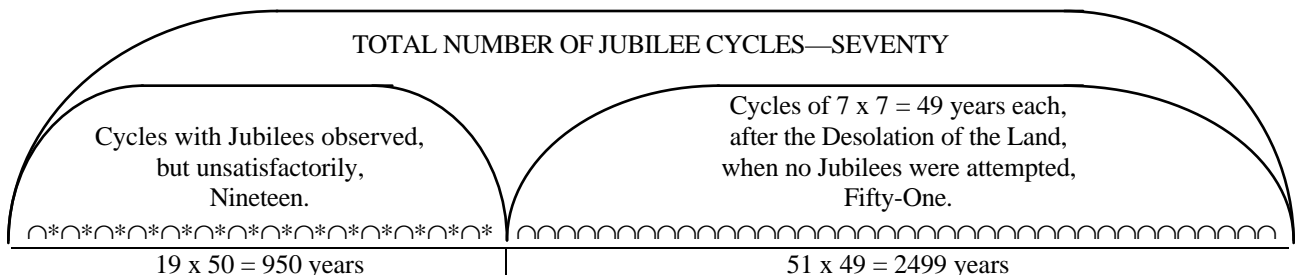 TOTAL NUMBER OF JUBILEE CYCLES—SEVENTY
Cycles with Jubilees observed,
but unsatisfactorily,
Nineteen.
Cycles of 7 x 7 = 49 years each,
after the Desolation of the Land,
when no Jubilees were attempted,
Fifty-One.
∩*∩*∩*∩*∩*∩*∩*∩*∩*∩*∩*∩*∩*∩* ∩∩∩∩∩∩∩∩∩∩∩∩∩∩∩∩∩∩∩∩∩∩∩∩∩∩∩∩∩∩∩∩∩∩∩
19 x 50 = 950 years
51 x 49 = 2499 years